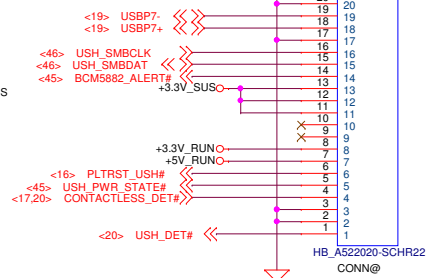 20 20
<19> USBP7- 19 19
<19> USBP7+ 18 18
17 17
<46> USH_SMBCLK 16 16
<46> USH_SMBDAT 15 15
<45> BCM5882_ALERT# 14 14
S +3.3V_SUS 13 13
12 12
11 11
10 10
9 9
+3.3V_RUN 8 8
+5V_RUN 7 7
<16> PLTRST_USH# 6 6
<45> USH_PWR_STATE# 5 5
<17,20> CONTACTLESS_DET# 4 4
3 3
2 2
<20> USH_DET# 1 1
HB_A522020-SCHR22
CONN@